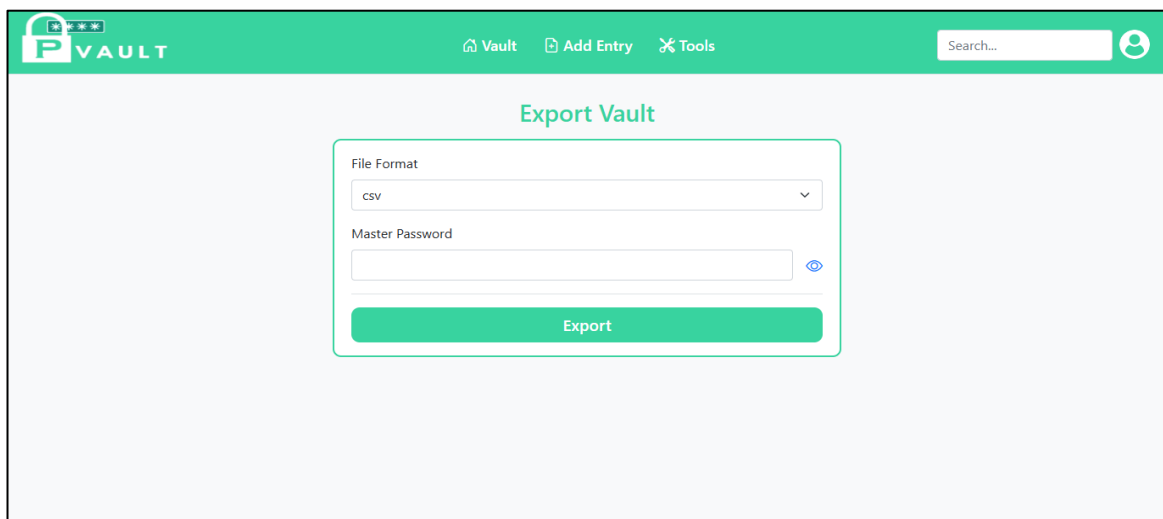 ****
P VAULT
Vault Add Entry Tools Search...
Export Vault
File Format
csv
Master Password
Export